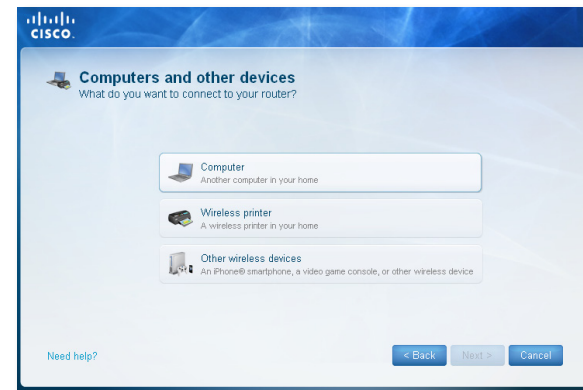 CISCO.
Computers and other devices
What do you want to connect to your router?
Computer
Another computer in your home
Wireless printer
A wireless printer in your home
Other wireless devices
An iPhone® smartphone, a video game console, or other wireless device
Need help?
< Back Next > Cancel